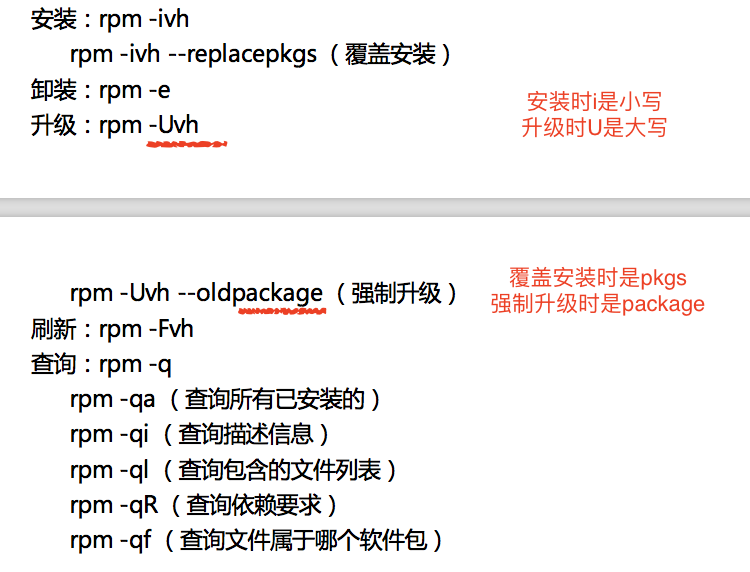 安装：rpm -ivh
rpm -ivh --replacepkgs（覆盖安装）
卸装：rpm -e
升级：rpm -Uvh
安装时i是小写
升级时U是大写
rpm -Uvh --oldpackage（强制升级）
覆盖安装时是pkgs
强制升级时是package
刷新：rpm -Fvh
查询：rpm -q
rpm -qa（查询所有已安装的）
rpm -qi（查询描述信息）
rpm -ql（查询包含的文件列表）
rpm -qR（查询依赖要求）
rpm -qf（查询文件属于哪个软件包）